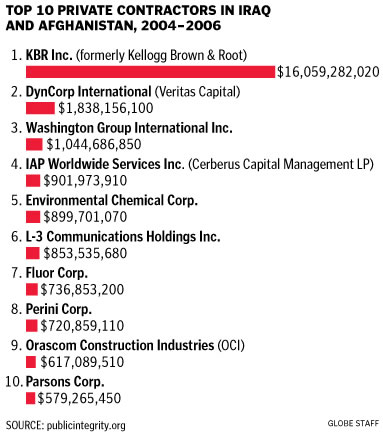 TOP 10 PRIVATE CONTRACTORS IN IRAQ
AND AFGHANISTAN, 2004–2006
1. KBR Inc. (formerly Kellogg Brown & Root)
$16,059,282,020
2. DynCorp International (Veritas Capital)
$1,838,156,100
3. Washington Group International Inc.
$1,044,686,850
4. IAP Worldwide Services Inc. (Cerberus Capital Management LP)
$901,973,910
5. Environmental Chemical Corp.
$899,701,070
6. L-3 Communications Holdings Inc.
$853,535,680
7. Fluor Corp.
$736,853,200
8. Perini Corp.
$720,859,110
9. Orascom Construction Industries (OCI)
$617,089,510
10. Parsons Corp.
$579,265,450
SOURCE: publicintegrity.org
GLOBE STAFF